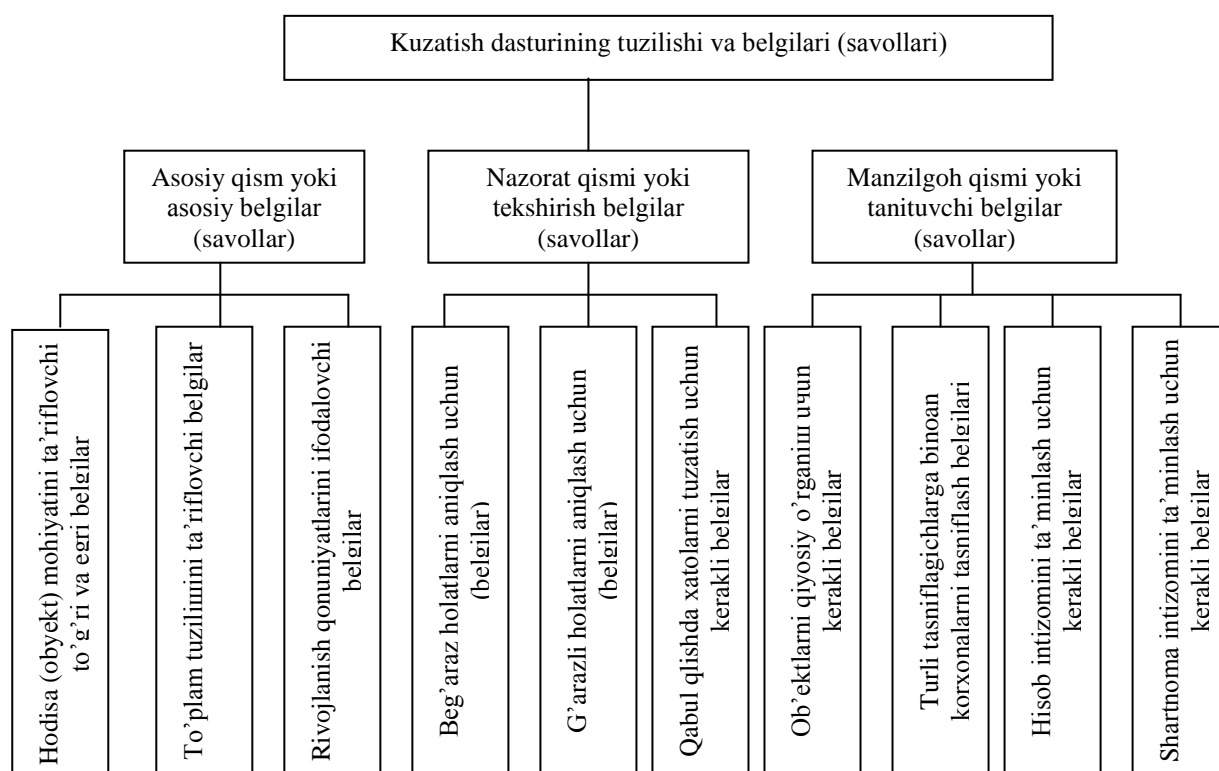 Kuzatish dasturining tuzilishi va belgilari (savollari)
Asosiy qism yoki
asosiy belgilar
(savollar)
Nazorat qismi yoki
tekshirish belgilar
(savollar)
Manzilgoh qismi yoki
tanituvchi belgilar
(savollar)
Hodisa (obyekt) mohiyatini ta’riflovchi
to’g’ri va egri belgilar
To’plam tuzilishini ta’riflovchi belgilar
Rivojlanish qonuniyatlarini ifodalovchi
belgilar
Beg’araz holatlarni aniqlash uchun
(belgilar)
G’arazli holatlarni aniqlash uchun
(belgilar)
Qabul qlishda xatolarni tuzatish uchun
kerakli belgilar
Ob’ektlarni qiyosiy o’rganиш uчun
kerakli belgilar
Turli tasniflagichlarga binoan
korxonalarni tasniflash belgilari
Hisob intizomini ta’minlash uchun
kerakli belgilar
Shartnoma intizomini ta’minlash uchun
kerakli belgilar